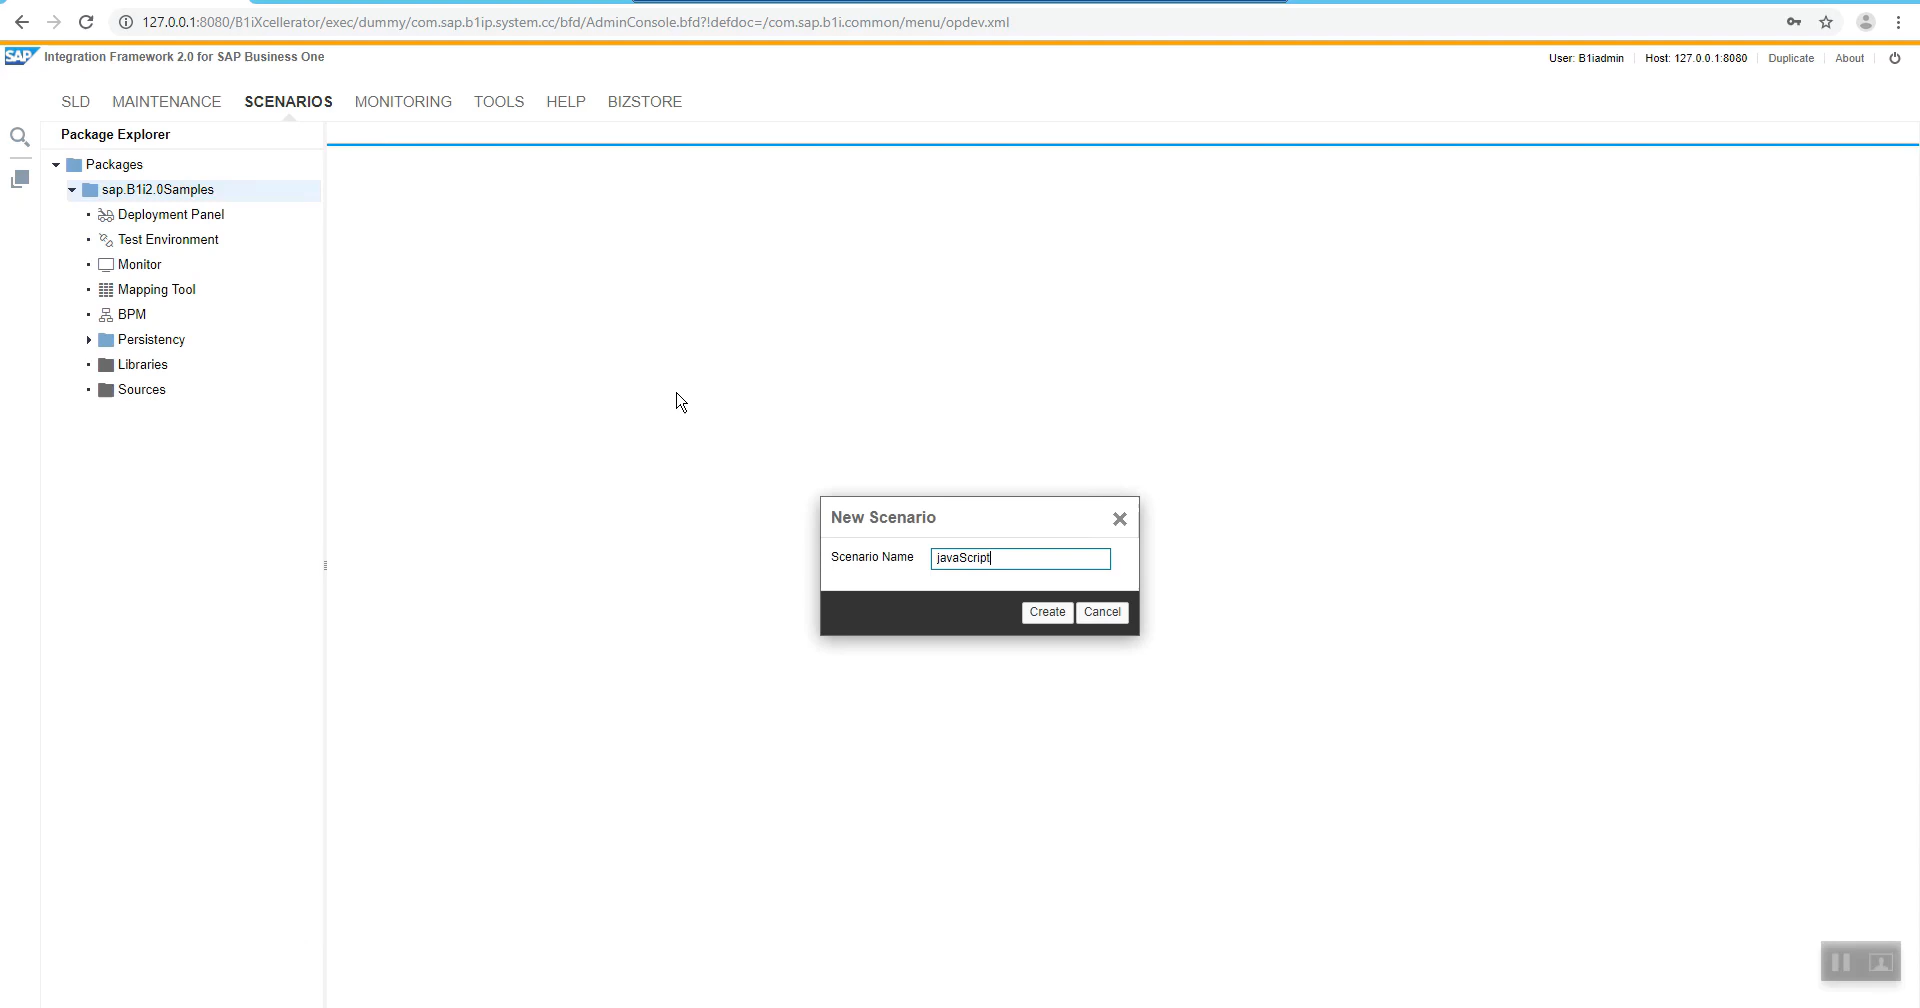 127.0.0.1:8080/B1iXcellerator/exec/dummy/com.sap.b1ip.system.cc/bfd/AdminConsole.bfd?!defdoc=/com.sap.b1i.common/menu/opdev.xml
SAP Integration Framework 2.0 for SAP Business One
User: B1iadmin Host: 127.0.0.1:8080 Duplicate About
SLD MAINTENANCE SCENARIOS MONITORING TOOLS HELP BIZSTORE
Package Explorer
Packages
sap.B1i2.0Samples
Deployment Panel
Test Environment
Monitor
Mapping Tool
BPM
Persistency
Libraries
Sources
New Scenario
Scenario Name javaScript
Create Cancel